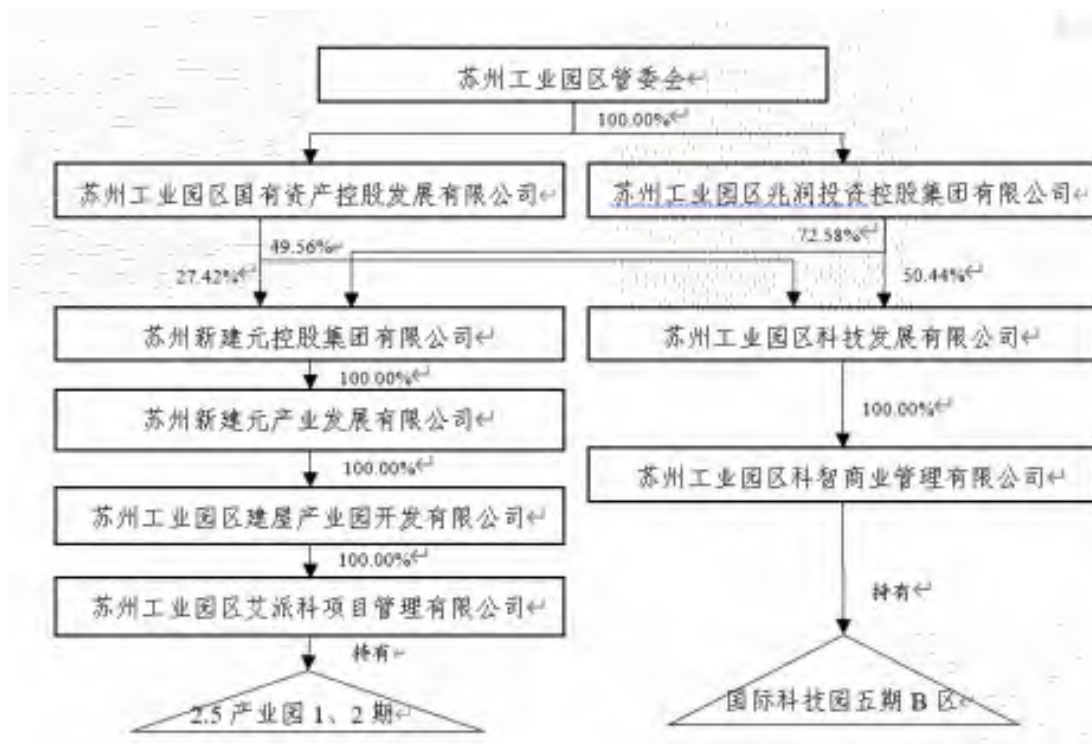 苏州工业园区管委会↵
100.00%↵
苏州工业园区国有资产控股发展有限公司↵
苏州工业园区兆润投资控股集团有限公司↵
49.56%↵
72.58%↵
27.42%↵
50.44%↵
苏州新建元控股集团有限公司↵
苏州工业园区科技发展有限公司↵
100.00%↵
苏州新建元产业发展有限公司↵
100.00%↵
100.00%↵
苏州工业园区科智商业管理有限公司↵
苏州工业园区建屋产业园开发有限公司↵
100.00%↵
苏州工业园区艾派科项目管理有限公司↵
持有↵
持有↵
2.5 产业园 1、2 期↵
国际科技园五期 B 区↵